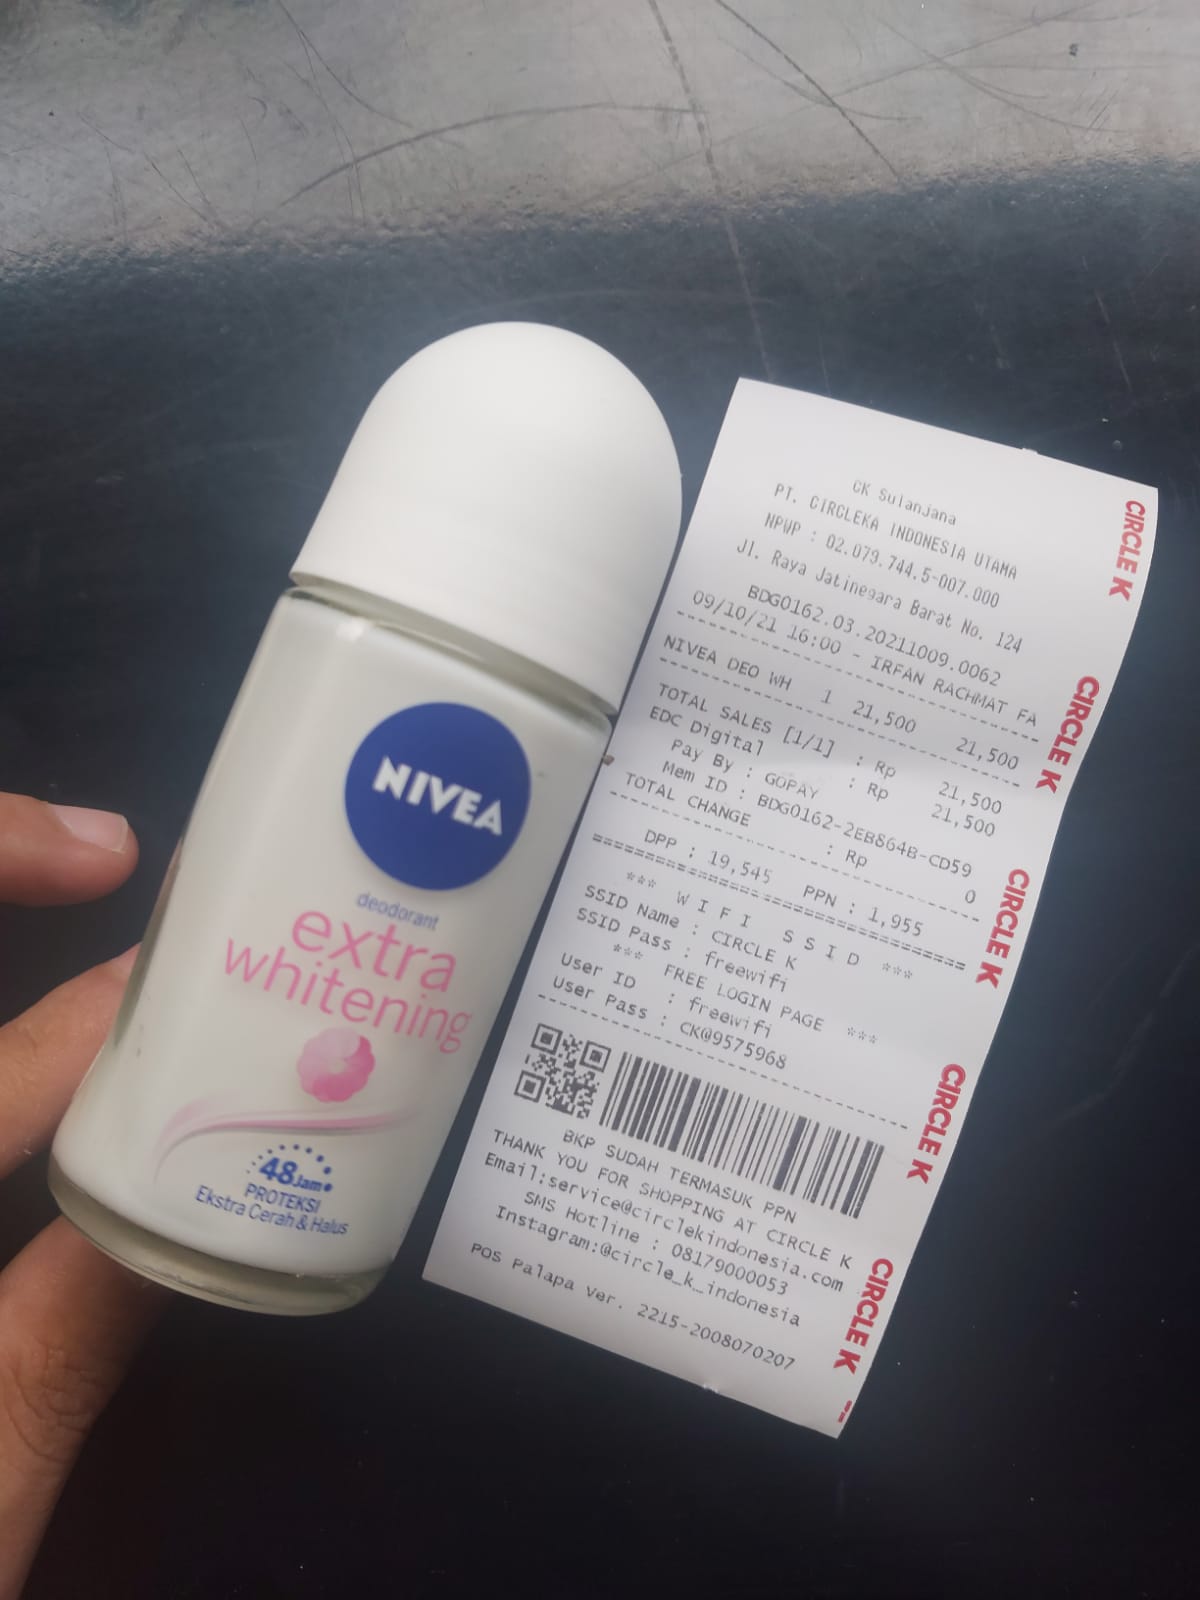 NIVEA
deodorant
extra
whitening
48Jam
PROTEKSI
Ekstra Cerah & Halus
CK Sulanjana
PT. CIRCLEKA INDONESIA UTAMA
NPWP : 02.079.744.5-007.000
Jl. Raya Jatinegara Barat No. 124
BDG0162.03.20211009.0062
09/10/21 16:00 - IRFAN RACHMAT FA
NIVEA DEO WH 1 21,500 21,500
TOTAL SALES [1/1] : Rp 21,500
EDC Digital : Rp 21,500
Pay By : GOPAY
Mem ID : BDG0162-2EB864B-CD59
TOTAL CHANGE : Rp 0
DPP : 19,545 PPN : 1,955
*** W I F I S S I D ***
SSID Name : CIRCLE K
SSID Pass : freewifi
*** FREE LOGIN PAGE ***
User ID : freewifi
User Pass : CK@9575968
BKP SUDAH TERMASUK PPN
THANK YOU FOR SHOPPING AT CIRCLE K
Email:service@circlekindonesia.com
SMS Hotline : 08179000053
Instagram:@circle_k_indonesia
POS Palapa Ver. 2215-2008070207
CIRCLE K
CIRCLE K
CIRCLE K
CIRCLE K
CIRCLE K